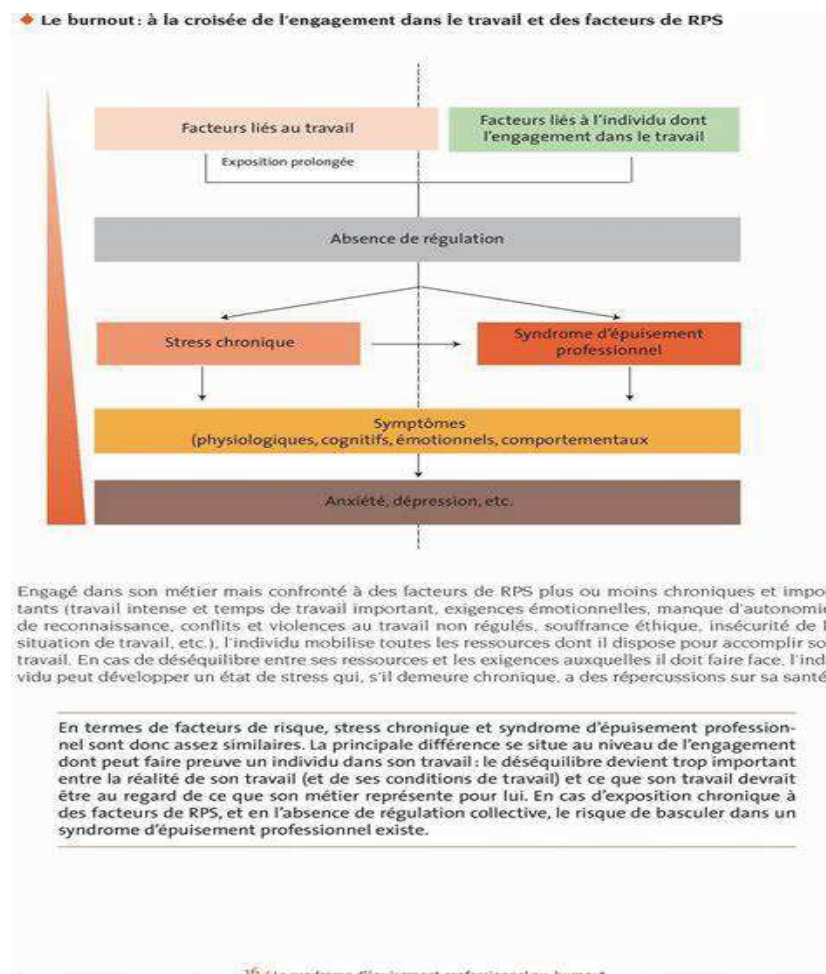 ◆ Le burnout : à la croisée de l'engagement dans le travail et des facteurs de RPS
Facteurs liés au travail
Facteurs liés à l'individu dont
l'engagement dans le travail
Exposition prolongée
Absence de régulation
Stress chronique
Syndrome d'épuisement
professionnel
Symptômes
(physiologiques, cognitifs, émotionnels, comportementaux
Anxiété, dépression, etc.
Engagé dans son métier mais confronté à des facteurs de RPS plus ou moins chroniques et impo
tants (travail intense et temps de travail important, exigences émotionnelles, manque d'autonomie
de reconnaissance, conflits et violences au travail non régulés, souffrance éthique, insécurité de l
situation de travail, etc.), l'individu mobilise toutes les ressources dont il dispose pour accomplir so
travail. En cas de déséquilibre entre ses ressources et les exigences auxquelles il doit faire face, l'indi
vidu peut développer un état de stress qui, s'il demeure chronique, a des répercussions sur sa santé
En termes de facteurs de risque, stress chronique et syndrome d'épuisement profession-
nel sont donc assez similaires. La principale différence se situe au niveau de l'engagement
dont peut faire preuve un individu dans son travail : le déséquilibre devient trop important
entre la réalité de son travail (et de ses conditions de travail) et ce que son travail devrait
être au regard de ce que son métier représente pour lui. En cas d'exposition chronique à
des facteurs de RPS, et en l'absence de régulation collective, le risque de basculer dans un
syndrome d'épuisement professionnel existe.